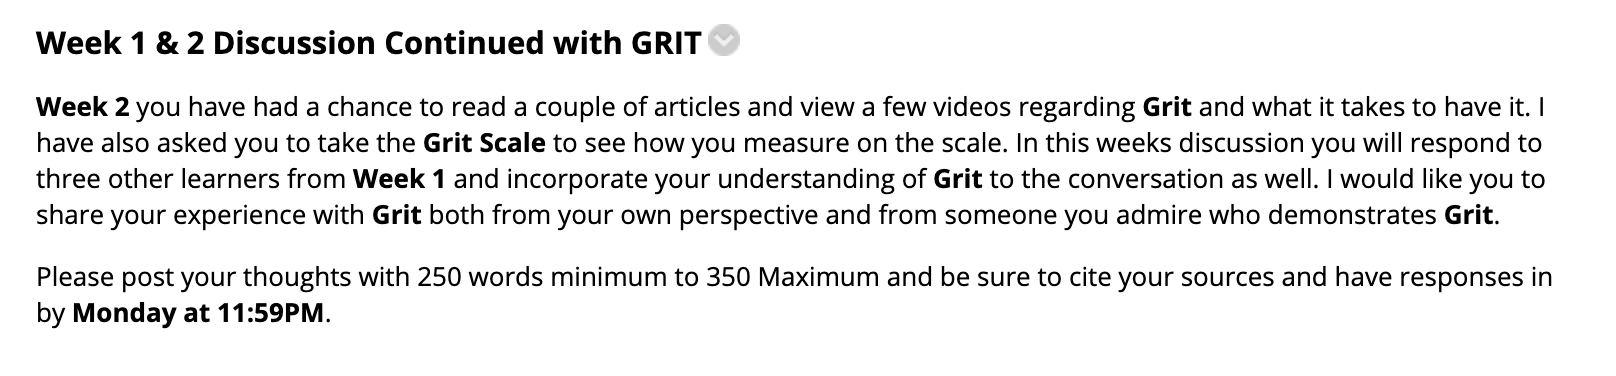 Week 1 & 2 Discussion Continued with GRIT
Week 2 you have had a chance to read a couple of articles and view a few videos regarding Grit and what it takes to have it. I
have also asked you to take the Grit Scale to see how you measure on the scale. In this weeks discussion you will respond to
three other learners from Week 1 and incorporate your understanding of Grit to the conversation as well. I would like you to
share your experience with Grit both from your own perspective and from someone you admire who demonstrates Grit.
Please post your thoughts with 250 words minimum to 350 Maximum and be sure to cite your sources and have responses in
by Monday at 11:59PM.